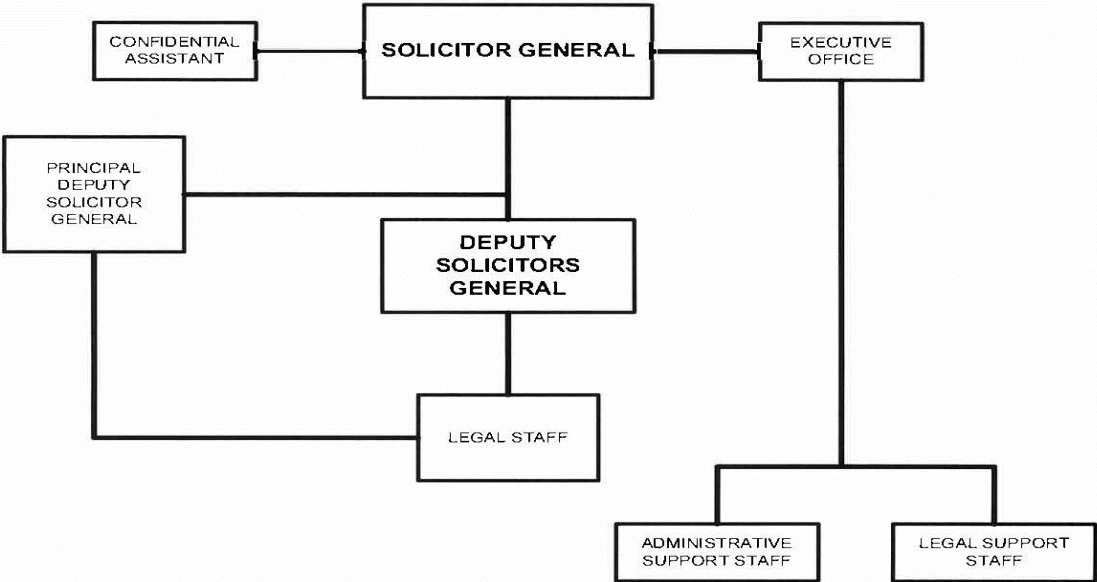 CONFIDENTIAL
ASSISTANT
SOLICITOR GENERAL
EXECUTIVE
OFFICE
PRINCIPAL
DEPUTY
SOLICITOR
GENERAL
DEPUTY
SOLICITORS
GENERAL
LEGAL STAFF
ADMINISTRATIVE
SUPPORT STAFF
LEGAL SUPPORT
STAFF